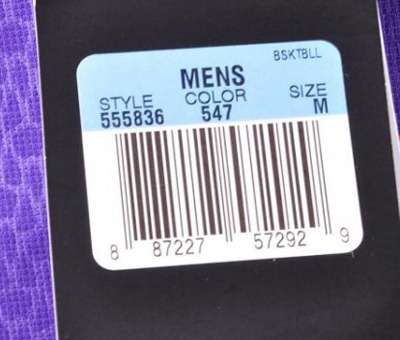 BSKTBLL
MENS
STYLE COLOR SIZE
555836 547 M
8 87227 57292 9